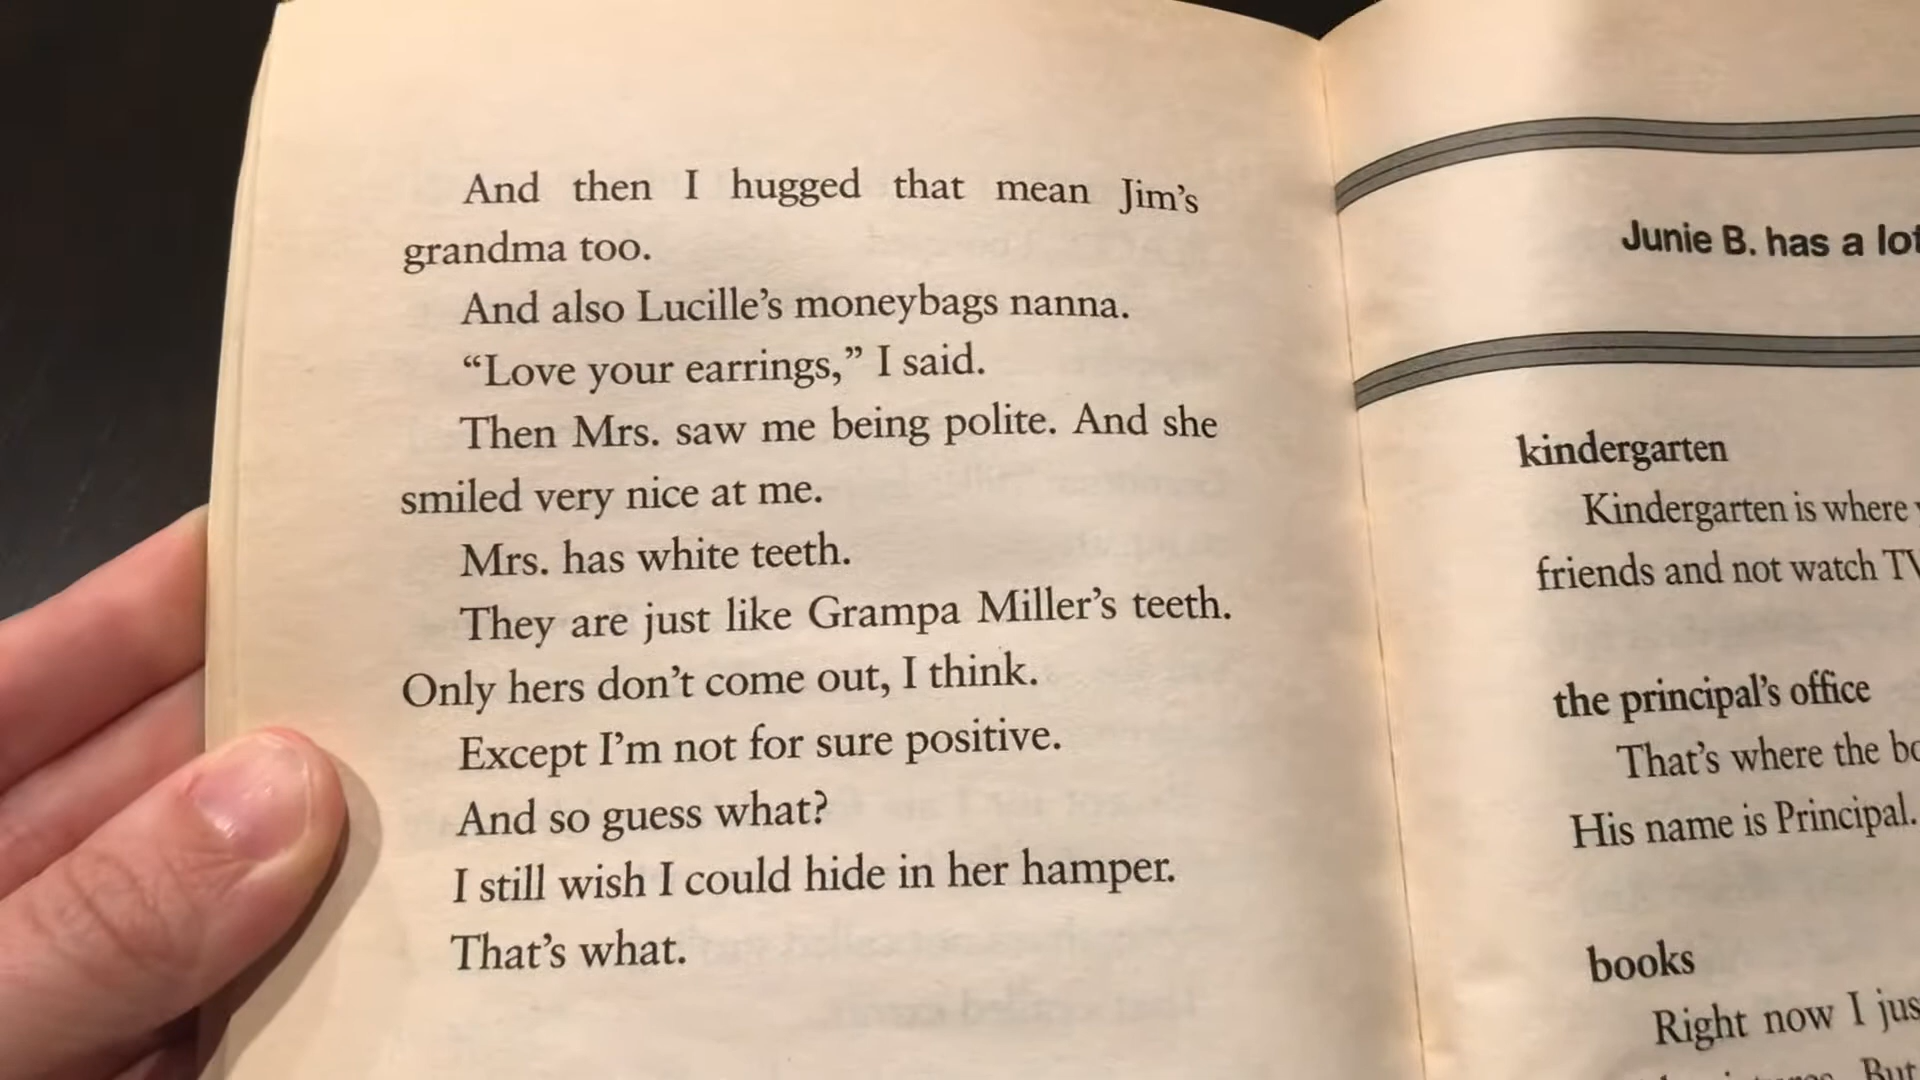 And then I hugged that mean Jim's
grandma too.
And also Lucille's moneybags nanna.
“Love your earrings,” I said.
Then Mrs. saw me being polite. And she
smiled very nice at me.
Mrs. has white teeth.
They are just like Grampa Miller's teeth.
Only hers don't come out, I think.
Except I'm not for sure positive.
And so guess what?
I still wish I could hide in her hamper.
That's what.
Junie B. has a lot
kindergarten
Kindergarten is where
friends and not watch TV
the principal's office
That's where the
His name is Principal.
books
Right now I
But